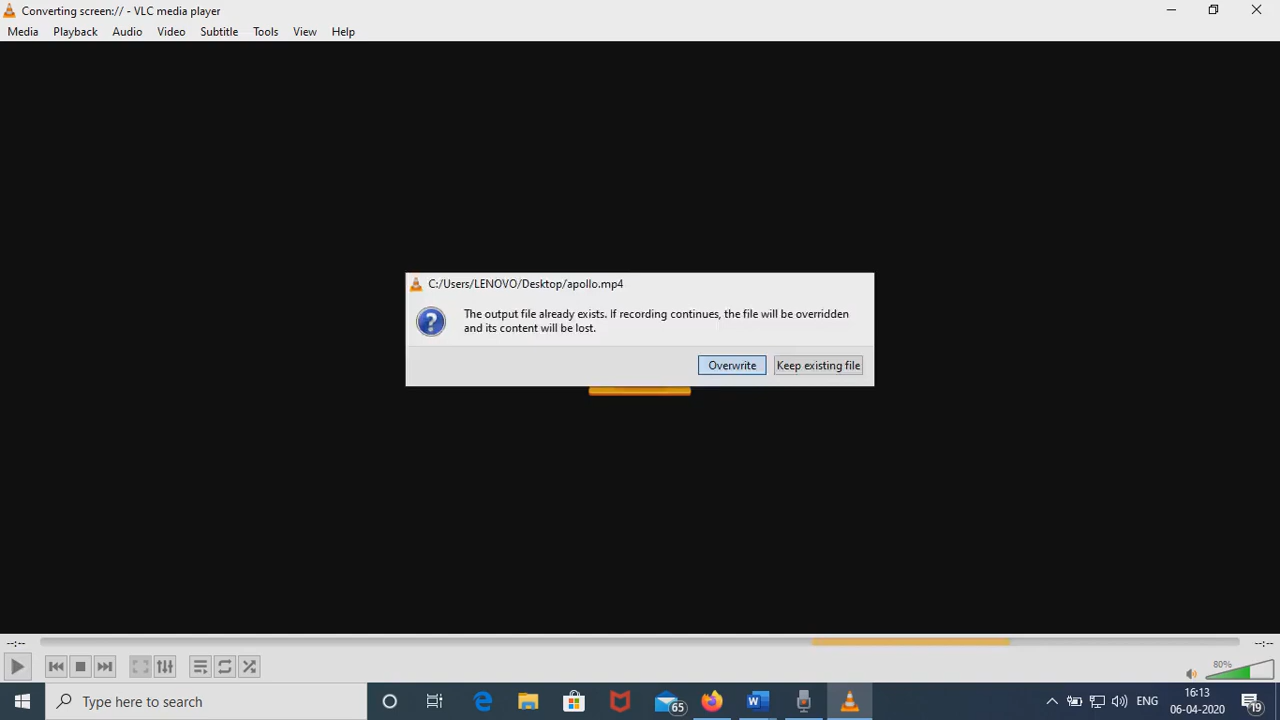 Converting screen:// - VLC media player
Media Playback Audio Video Subtitle Tools View Help
C:/Users/LENOVO/Desktop/apollo.mp4
The output file already exists. If recording continues, the file will be overridden
and its content will be lost.
Overwrite Keep existing file
--:-- --:--
80%
Type here to search
65
ENG
16:13
06-04-2020
19